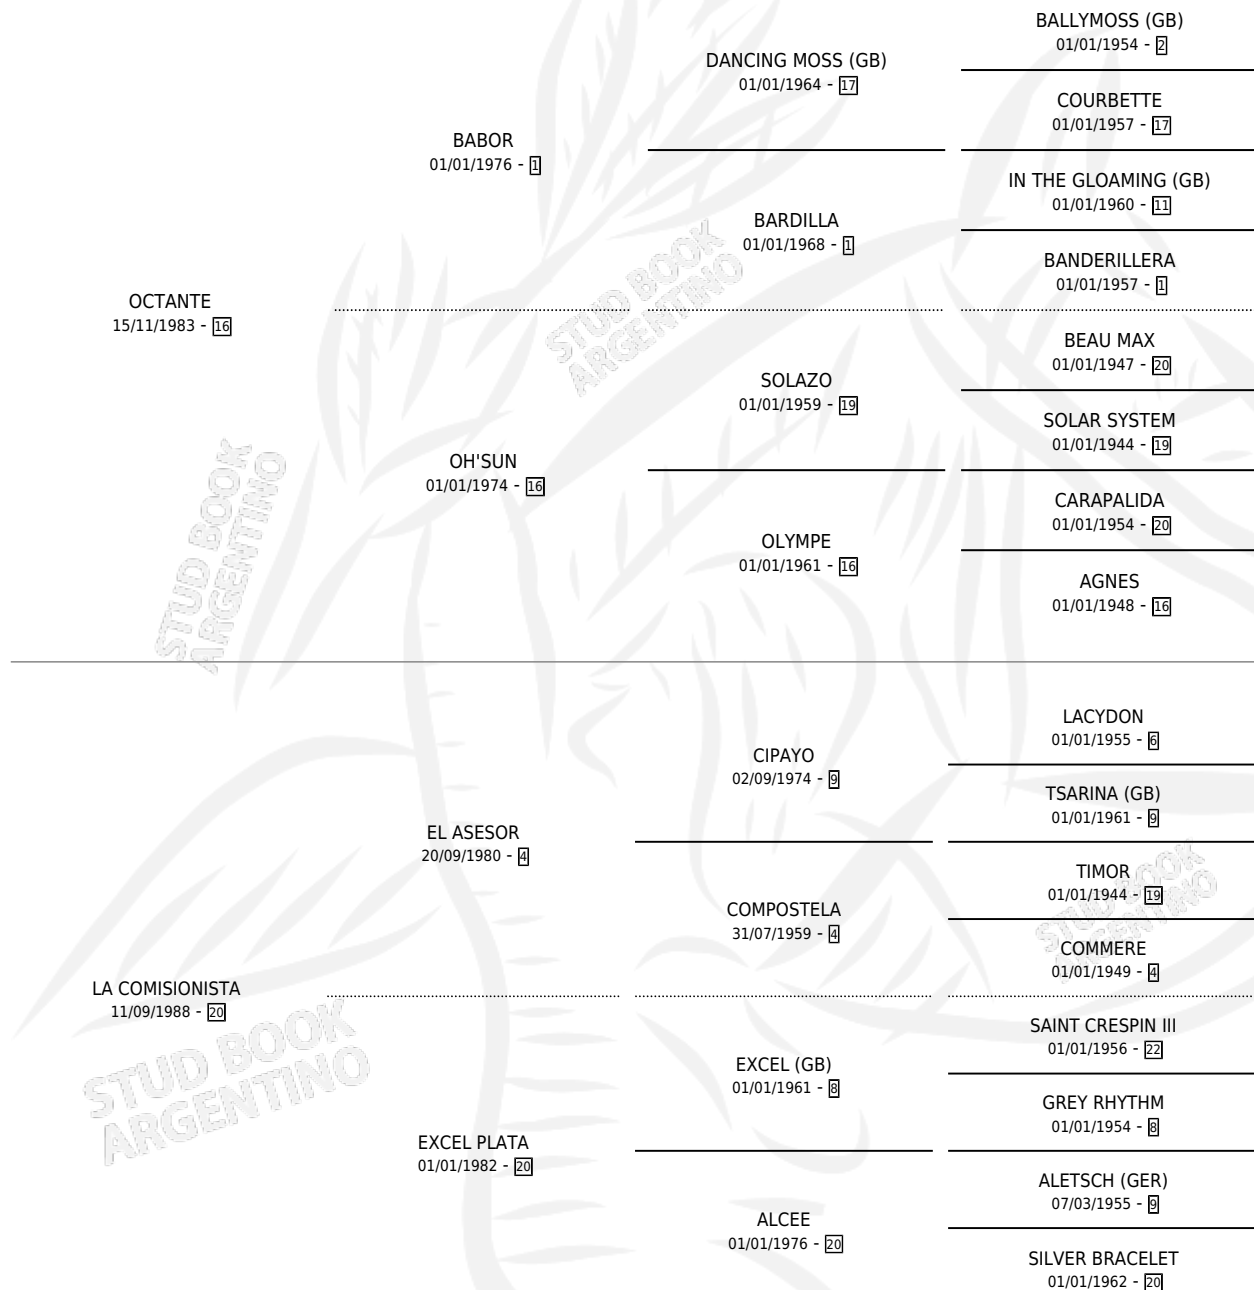 BALLYMOSS (GB)
01/01/1954 - 2
DANCING MOSS (GB)
01/01/1964 - 17
COURBETTE
01/01/1957 - 17
BABOR
01/01/1976 - 1
IN THE GLOAMING (GB)
01/01/1960 - 11
BARDILLA
01/01/1968 - 1
BANDERILLERA
01/01/1957 - 1
OCTANTE
15/11/1983 - 16
BEAU MAX
01/01/1947 - 20
SOLAZO
01/01/1959 - 19
SOLAR SYSTEM
01/01/1944 - 19
OH'SUN
01/01/1974 - 16
CARAPALIDA
01/01/1954 - 20
OLYMPE
01/01/1961 - 16
AGNES
01/01/1948 - 16
LACYDON
01/01/1955 - 6
CIPAYO
02/09/1974 - 9
TSARINA (GB)
01/01/1961 - 9
EL ASESOR
20/09/1980 - 4
TIMOR
01/01/1944 - 19
COMPOSTELA
31/07/1959 - 4
COMMERE
01/01/1949 - 4
LA COMISIONISTA
11/09/1988 - 20
SAINT CRESPIN III
01/01/1956 - 22
EXCEL (GB)
01/01/1961 - 8
GREY RHYTHM
01/01/1954 - 8
EXCEL PLATA
01/01/1982 - 20
ALETSCH (GER)
07/03/1955 - 9
ALCEE
01/01/1976 - 20
SILVER BRACELET
01/01/1962 - 20
STUD BOOK
ARGENTINO
STUD BOOK
ARGENTINO
STUD BOOK
ARGENTINO
STUD BOOK
ARGENTINO